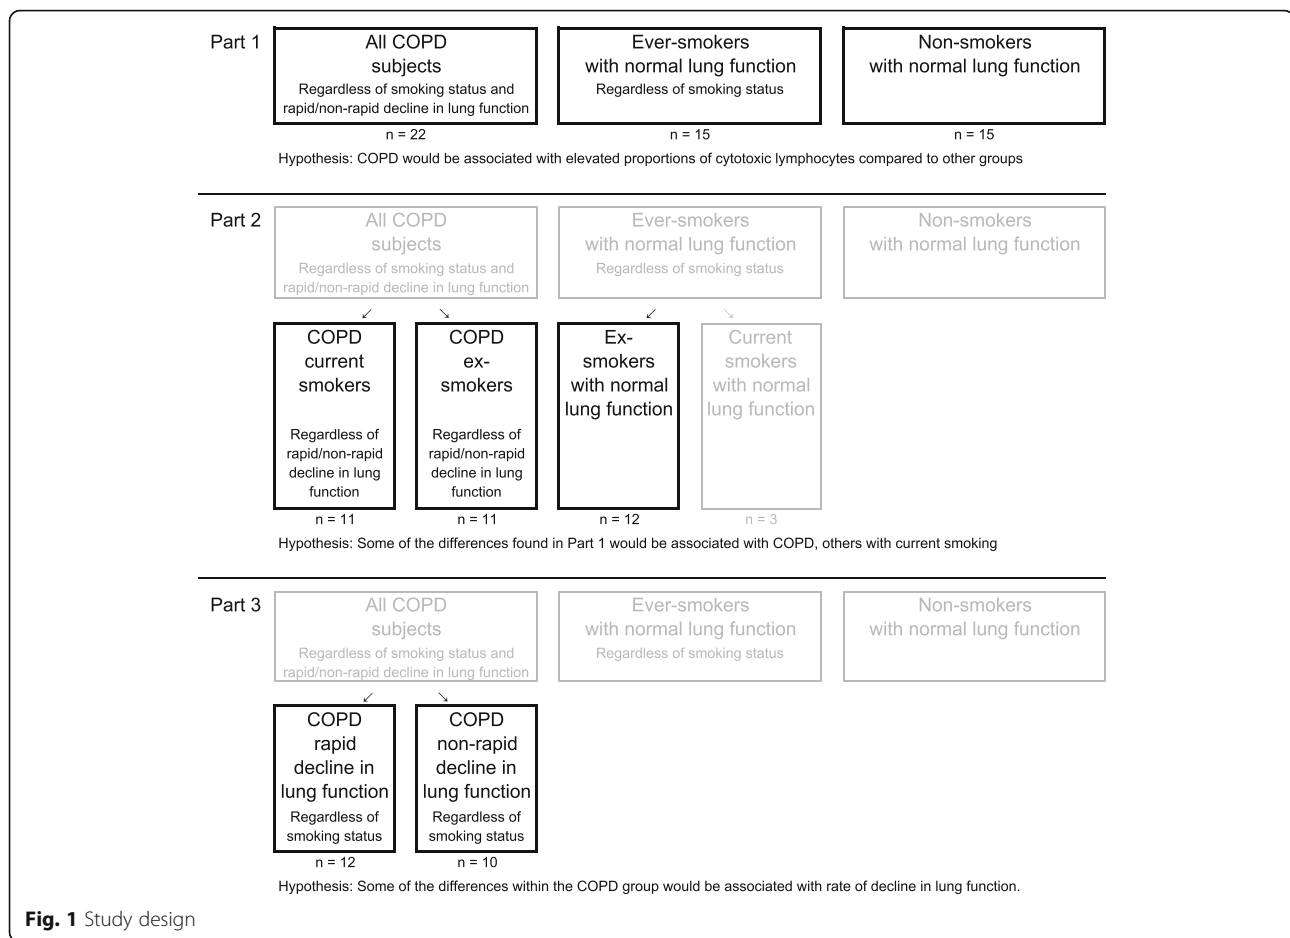 Part 1
All COPD
subjects
Regardless of smoking status and
rapid/non-rapid decline in lung function
n = 22
Ever-smokers
with normal lung function
Regardless of smoking status
n = 15
Non-smokers
with normal lung function
n = 15
Hypothesis: COPD would be associated with elevated proportions of cytotoxic lymphocytes compared to other groups
Part 2
All COPD
subjects
Regardless of smoking status and
rapid/non-rapid decline in lung function
Ever-smokers
with normal lung function
Regardless of smoking status
Non-smokers
with normal lung function
COPD
current
smokers
Regardless of
rapid/non-rapid
decline in lung
function
n = 11
COPD
ex-
smokers
Regardless of
rapid/non-rapid
decline in lung
function
n = 11
Ex-
smokers
with normal
lung function
n = 12
Current
smokers
with normal
lung function
n = 3
Hypothesis: Some of the differences found in Part 1 would be associated with COPD, others with current smoking
Part 3
All COPD
subjects
Regardless of smoking status and
rapid/non-rapid decline in lung function
Ever-smokers
with normal lung function
Regardless of smoking status
Non-smokers
with normal lung function
COPD
rapid
decline in
lung function
Regardless of
smoking status
n = 12
COPD
non-rapid
decline in
lung function
Regardless of
smoking status
n = 10
Hypothesis: Some of the differences within the COPD group would be associated with rate of decline in lung function.
Fig. 1 Study design